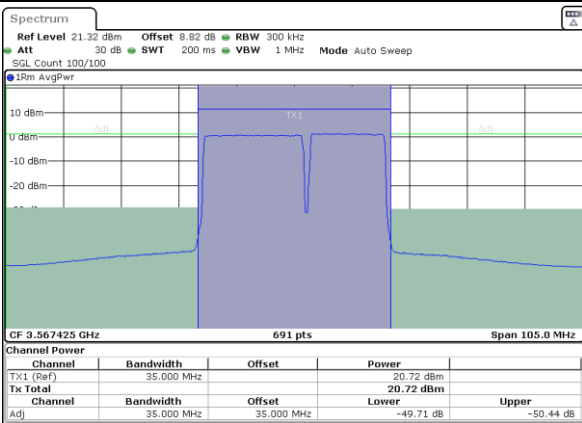 Spectrum
Ref Level 21.32 dBm Offset 8.82 dB RBW 300 kHz
Att 30 dB SWT 200 ms VBW 1 MHz Mode Auto Sweep
SGL Count 100/100
1Rm AvgPwr
TX1
10 dBm
Adj Adj
0 dBm
-10 dBm
-20 dBm
CF 3.567425 GHz 691 pts Span 105.0 MHz
Channel Power
Channel Bandwidth Offset Power
TX1 (Ref) 35.000 MHz 20.72 dBm
Tx Total 20.72 dBm
Channel Bandwidth Offset Lower Upper
Adj 35.000 MHz 35.000 MHz -49.71 dB -50.44 dB